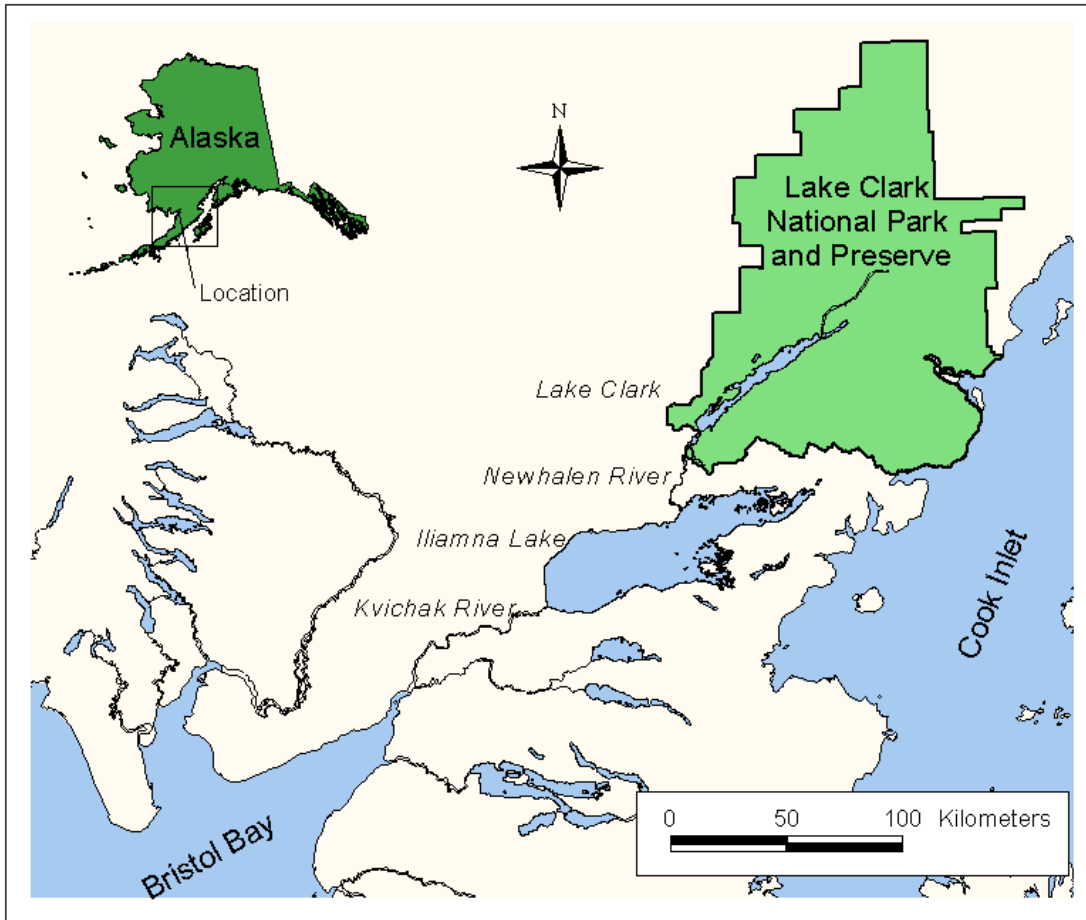 Alaska
Location
N
Lake Clark
National Park
and Preserve
Lake Clark
Newhalen River
Iliamna Lake
Kvichak River
Cook Inlet
Bristol Bay
0 50 100 Kilometers